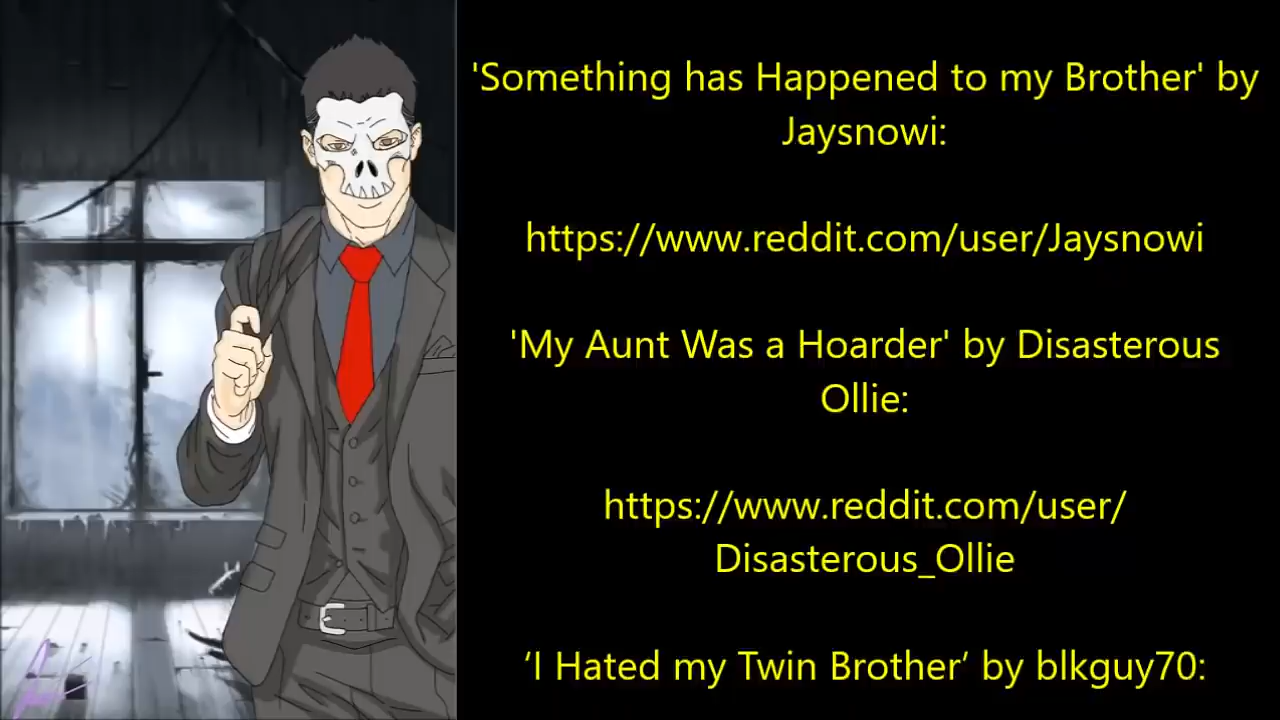 'Something has Happened to my Brother' by
Jaysnowi:
https://www.reddit.com/user/Jaysnowi
'My Aunt Was a Hoarder' by Disasterous
Ollie:
https://www.reddit.com/user/
Disasterous_Ollie
‘I Hated my Twin Brother’ by blkguy70: